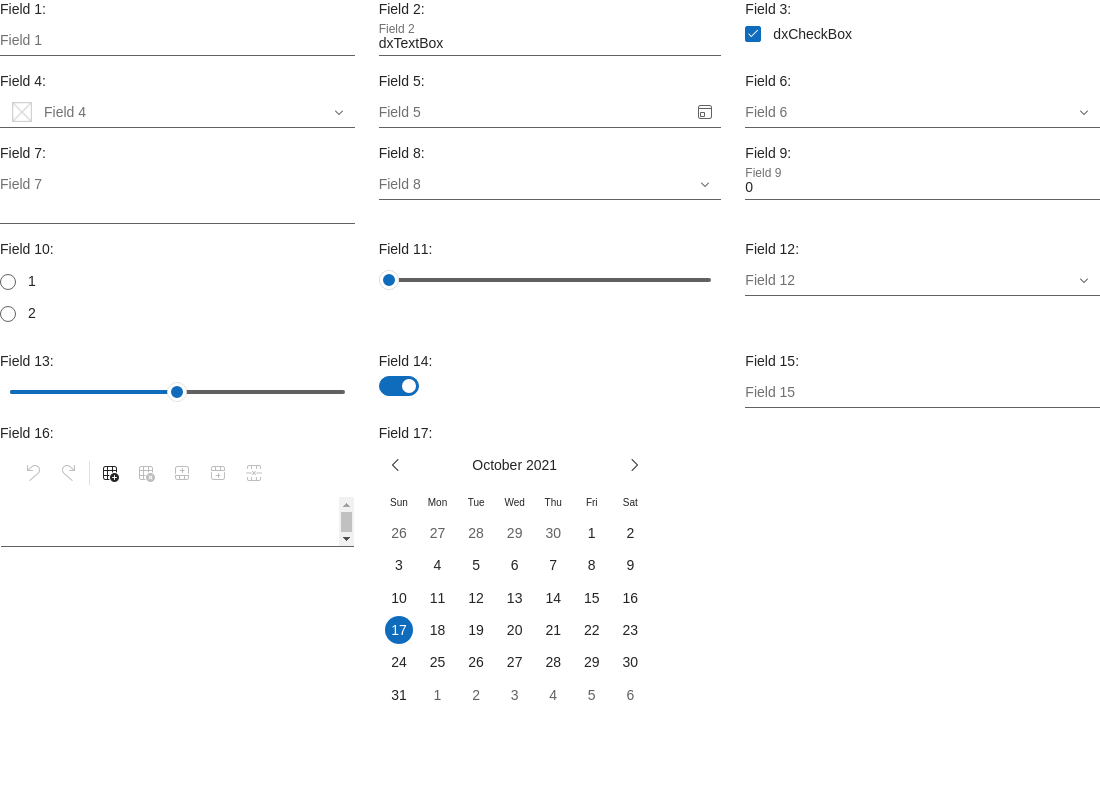 Field 1:
Field 1
Field 2:
Field 2
dxTextBox
Field 3:
dxCheckBox
Field 4:
Field 4
Field 5:
Field 5
Field 6:
Field 6
Field 7:
Field 7
Field 8:
Field 8
Field 9:
Field 9
0
Field 10:
1
2
Field 11:
Field 12:
Field 12
Field 13:
Field 14:
Field 15:
Field 15
Field 16:
Field 17:
October 2021
Sun Mon Tue Wed Thu Fri Sat
26 27 28 29 30 1 2
3 4 5 6 7 8 9
10 11 12 13 14 15 16
17 18 19 20 21 22 23
24 25 26 27 28 29 30
31 1 2 3 4 5 6